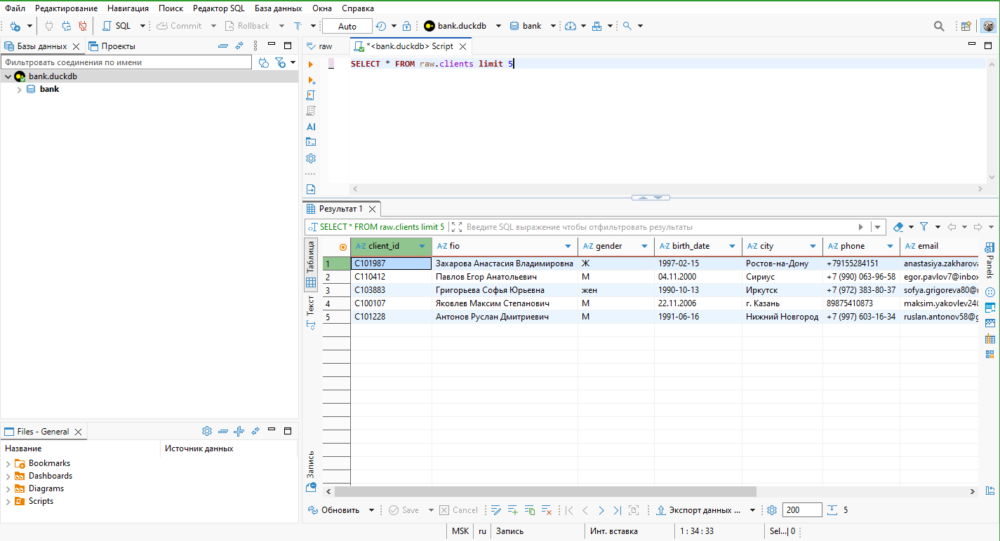 Файл Редактирование Навигация Поиск Редактор SQL База данных Окна Справка
SQL Commit Rollback T Auto bank.duckdb bank
Базы данных Проекты
Фильтровать соединения по имени
bank.duckdb
bank
raw *<bank.duckdb> Script
SELECT * FROM raw.clients limit 5
AI
Результат 1
SELECT * FROM raw.clients limit 5 Введите SQL выражение чтобы отфильтровать результаты
Таблица
Текст
Запись
A-Z client_id A-Z fio A-Z gender A-Z birth_date A-Z city A-Z phone A-Z email
1 C101987 Захарова Анастасия Владимировна Ж 1997-02-15 Ростов-на-Дону +79155284151 anastasiya.zakharova
2 C110412 Павлов Егор Анатольевич М 04.11.2000 Сириус +7 (990) 063-96-58 egor.pavlov7@inbox
3 C103883 Григорьева Софья Юрьевна жен 1990-10-13 Иркутск +7 (972) 383-80-37 sofya.grigoreva80@
4 C100107 Яковлев Максим Степанович М 22.11.2006 г. Казань 89875410873 maksim.yakovlev24
5 C101228 Антонов Руслан Дмитриевич М 1991-06-16 Нижний Новгород +7 (997) 603-16-34 ruslan.antonov58@g
Panels
Files - General
Название Источник данных
Bookmarks
Dashboards
Diagrams
Scripts
Обновить Save Cancel Экспорт данных ... 200 5
MSK ru Запись Инт. вставка 1 : 34 : 33 Sel...| 0